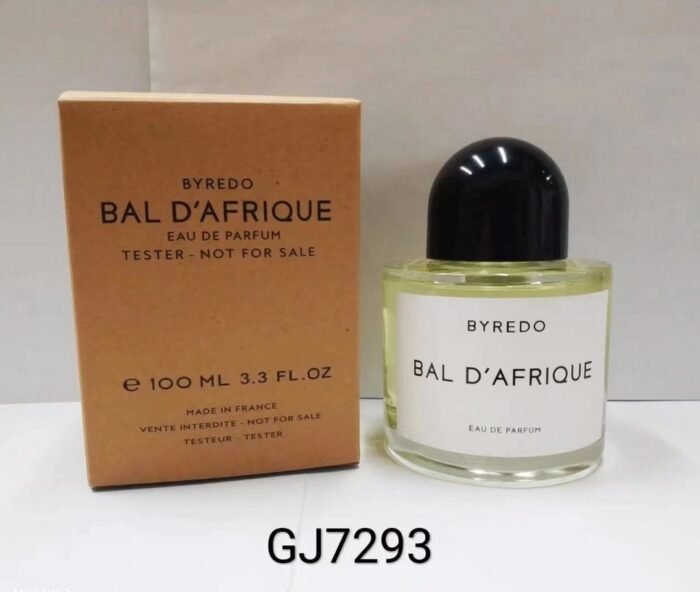 BYREDO
BAL D'AFRIQUE
EAU DE PARFUM
TESTER - NOT FOR SALE
e 100 ML 3.3 FL.OZ
MADE IN FRANCE
VENTE INTERDITE - NOT FOR SALE
TESTEUR - TESTER
BYREDO
BAL D'AFRIQUE
EAU DE PARFUM
GJ7293